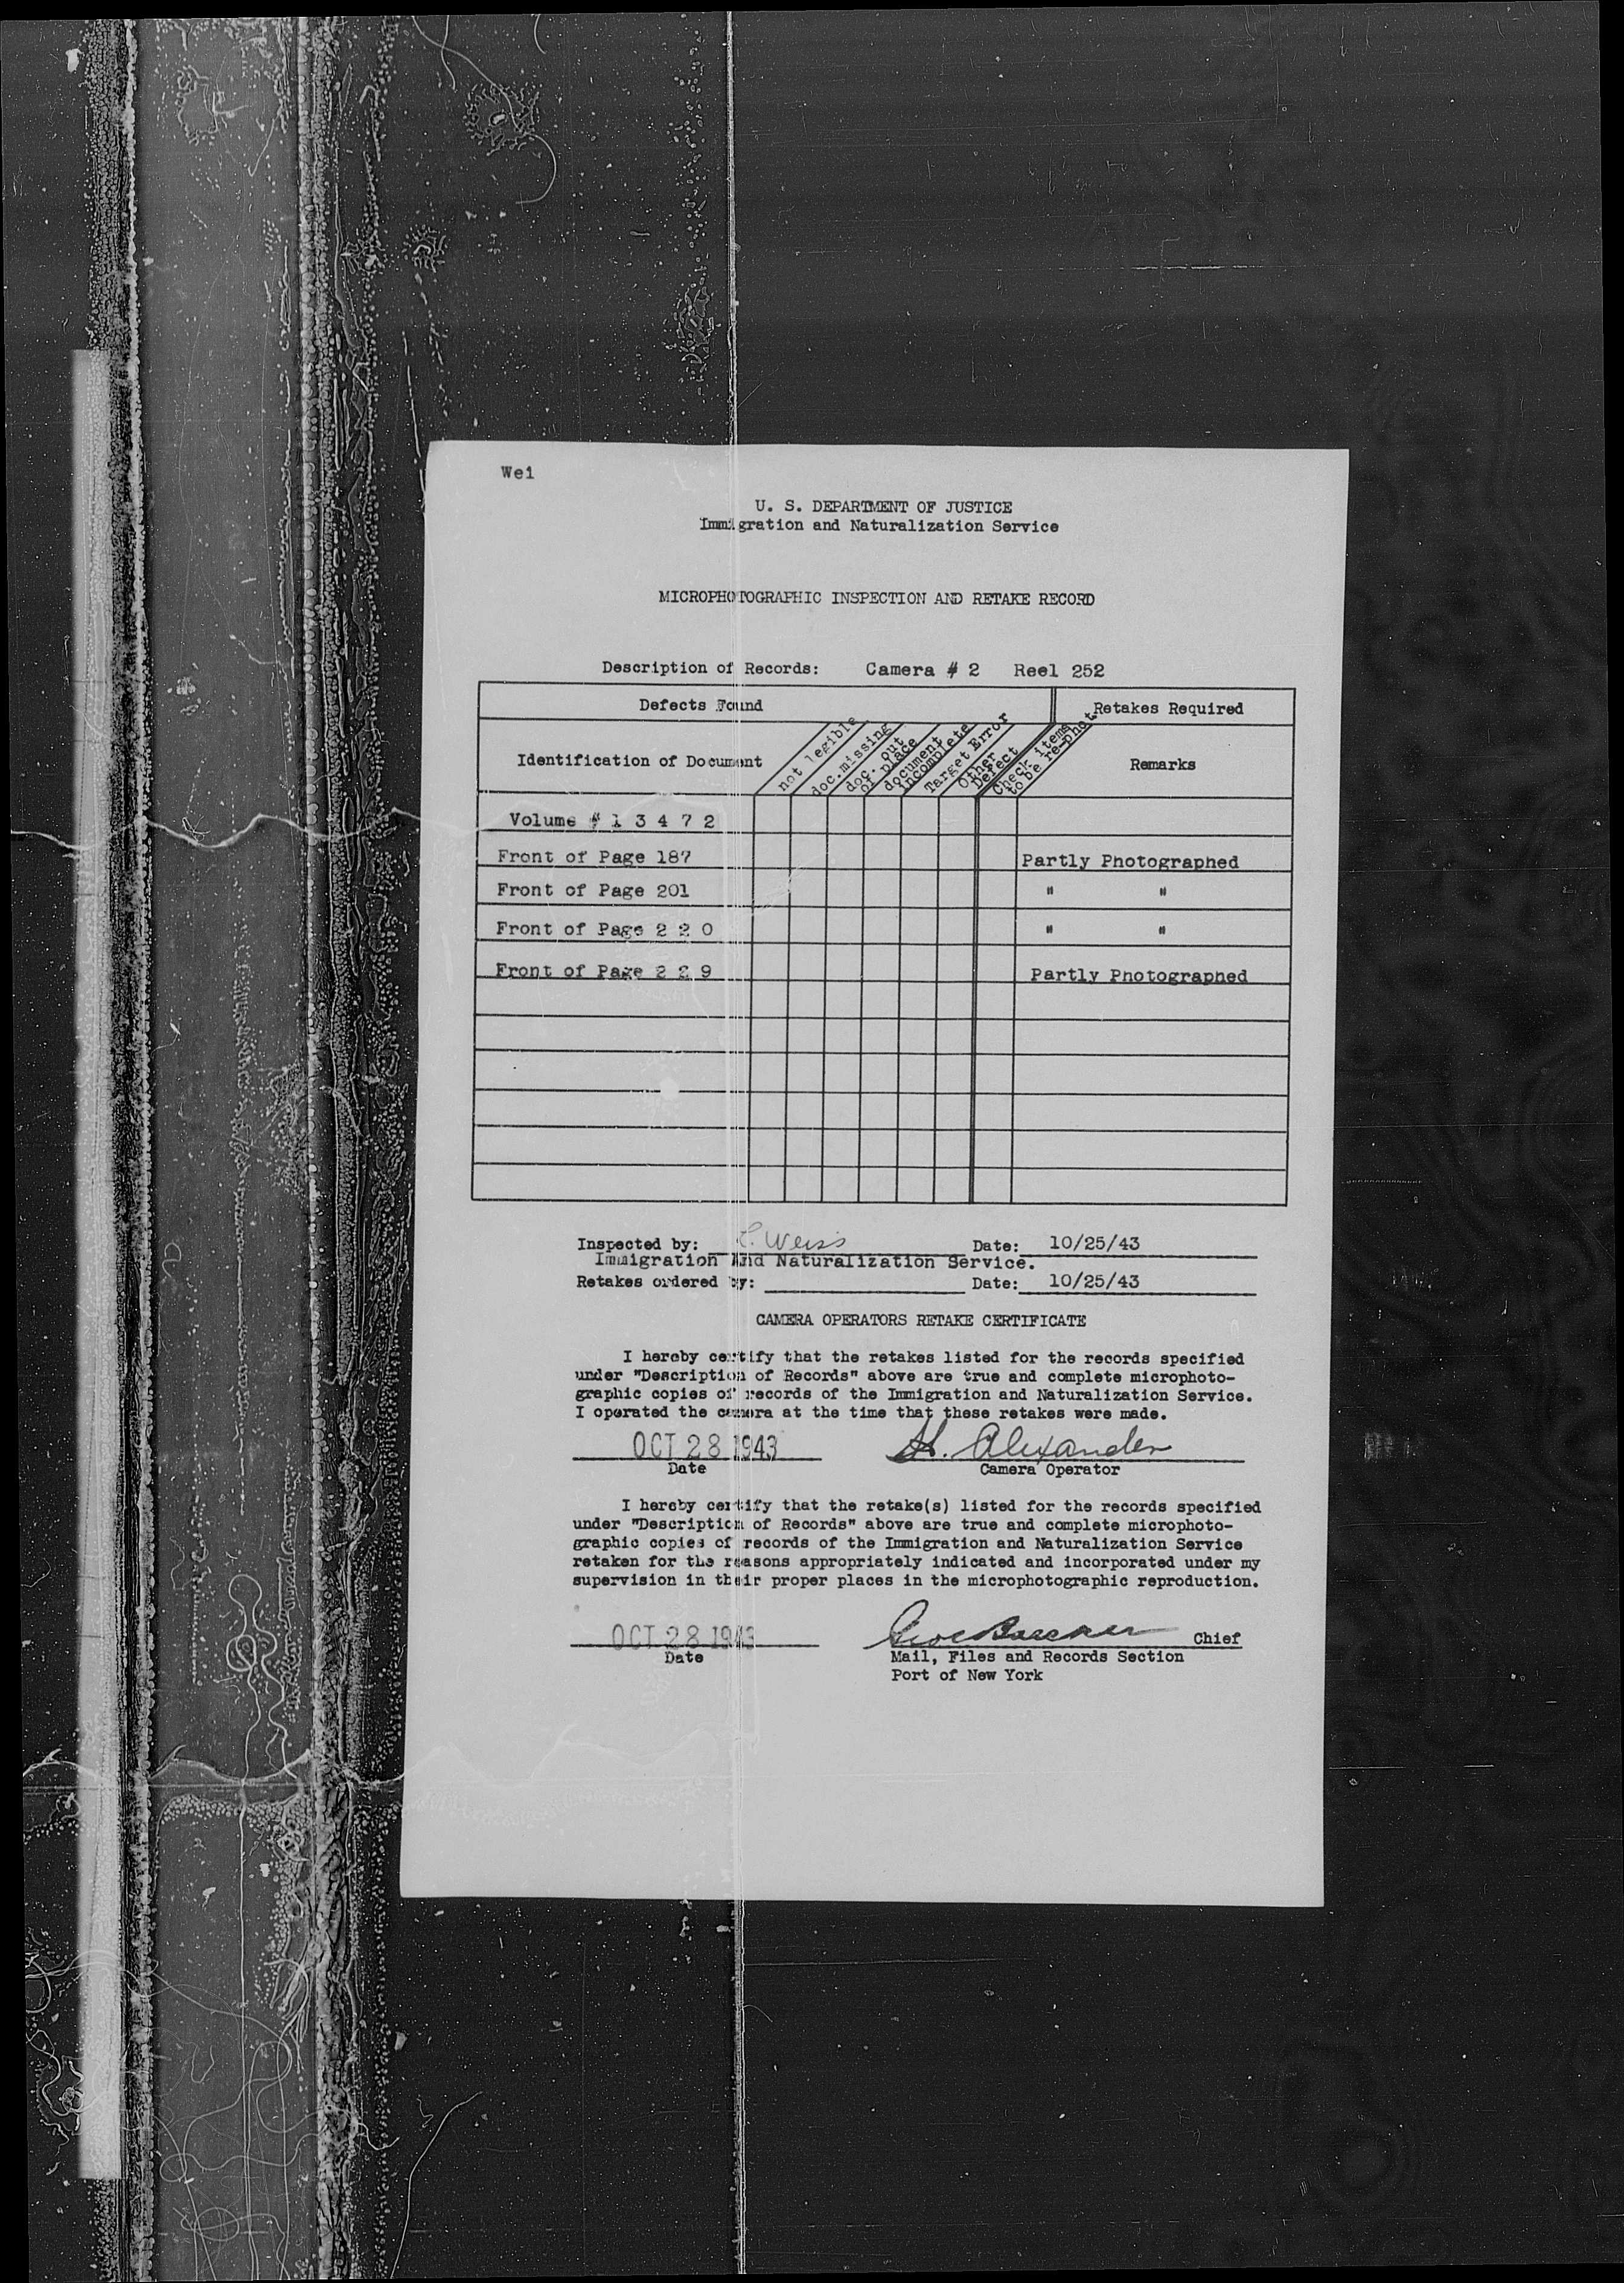 Wei
U. S. DEPARTMENT OF JUSTICE
Immigration and Naturalization Service
MICROPHOTOGRAPHIC INSPECTION AND RETAKE RECORD
Description of Records: Camera # 2 Reel 252
Defects Found
Retakes Required
Identification of Document
not legible
doc. missing
doc. out
of place
document
incomplete
Target Error
Other
Defect
Check items
to be re-phot
Remarks
Volume # 1 3 4 7 2
Front of Page 187 Partly Photographed
Front of Page 201 " "
Front of Page 2 2 0 " "
Front of Page 2 2 9 Partly Photographed
Inspected by: Weiss Date: 10/25/43
Immigration And Naturalization Service.
Retakes ordered by: Date: 10/25/43
CAMERA OPERATORS RETAKE CERTIFICATE
I hereby certify that the retakes listed for the records specified
under "Description of Records" above are true and complete microphoto-
graphic copies of records of the Immigration and Naturalization Service.
I operated the camera at the time that these retakes were made.
OCT 28 1943 H. Alexander
Date Camera Operator
I hereby certify that the retake(s) listed for the records specified
under "Description of Records" above are true and complete microphoto-
graphic copies of records of the Immigration and Naturalization Service
retaken for the reasons appropriately indicated and incorporated under my
supervision in their proper places in the microphotographic reproduction.
OCT 28 1943 Chief
Date Mail, Files and Records Section
Port of New York